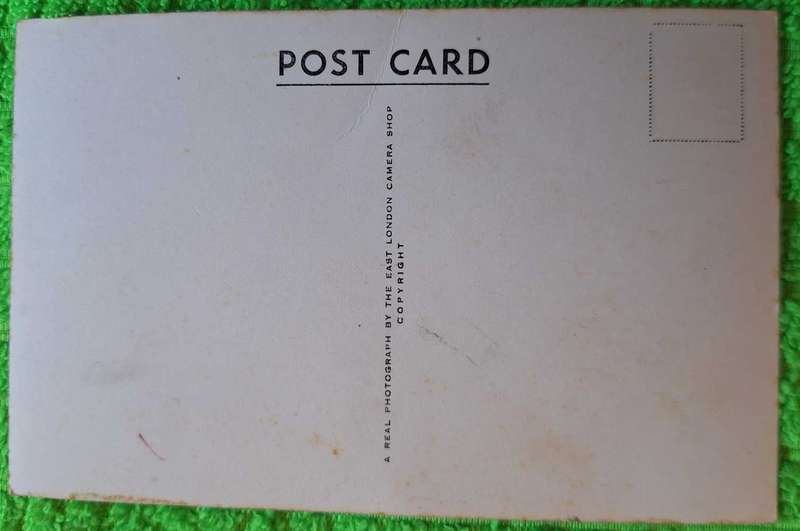 POST CARD
A REAL PHOTOGRAPH BY THE EAST LONDON CAMERA SHOP
COPYRIGHT